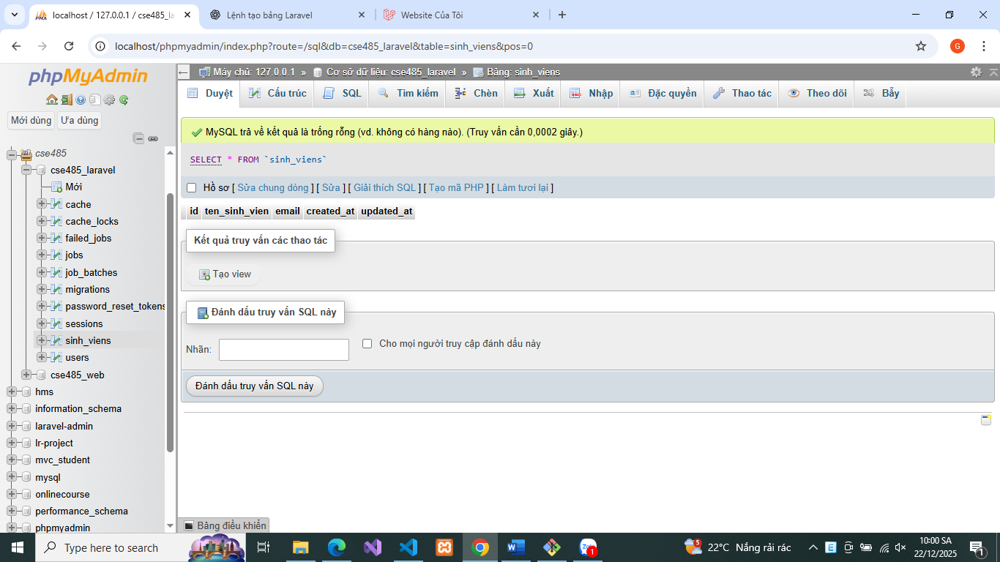 localhost / 127.0.0.1 / cse485_la
Lệnh tạo bảng Laravel
Website Của Tôi
localhost/phpmyadmin/index.php?route=/sql&db=cse485_laravel&table=sinh_viens&pos=0
G
phpMyAdmin
Mới dùng
Ưa dùng
cse485
cse485_laravel
Mới
cache
cache_locks
failed_jobs
jobs
job_batches
migrations
password_reset_tokens
sessions
sinh_viens
users
cse485_web
hms
information_schema
laravel-admin
lr-project
mvc_student
mysql
onlinecourse
performance_schema
phpmyadmin
Máy chủ: 127.0.0.1 » Cơ sở dữ liệu: cse485_laravel » Bảng: sinh_viens
Duyệt Cấu trúc SQL Tìm kiếm Chèn Xuất Nhập Đặc quyền Thao tác Theo dõi Bẫy
MySQL trả về kết quả là trống rỗng (vd. không có hàng nào). (Truy vấn cần 0,0002 giây.)
SELECT * FROM `sinh_viens`
Hồ sơ [ Sửa chung dòng ] [ Sửa ] [ Giải thích SQL ] [ Tạo mã PHP ] [ Làm tươi lại ]
id ten_sinh_vien email created_at updated_at
Kết quả truy vấn các thao tác
Tạo view
Đánh dấu truy vấn SQL này
Nhãn:
Cho mọi người truy cập đánh dấu này
Đánh dấu truy vấn SQL này
Bảng điều khiển
Type here to search
5
22°C Nắng rải rác
1
10:00 SA
22/12/2025
1